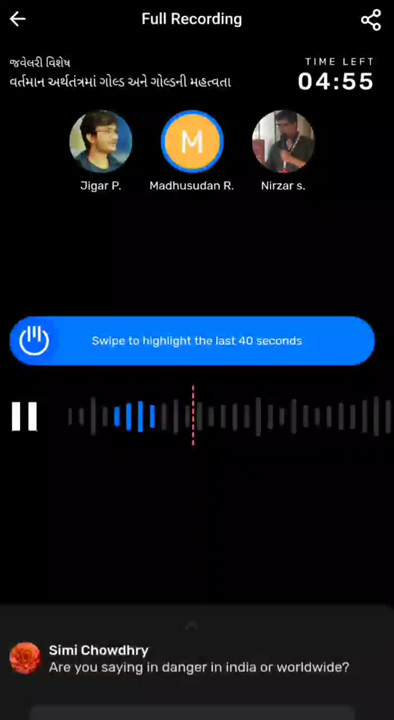 Full Recording
જવેલરી વિશેષ
વર્તમાન અર્થતંત્રમાં ગોલ્ડ અને ગોલ્ડની મહત્વતા
TIME LEFT
04:55
M
Jigar P.
Madhusudan R.
Nirzar s.
Swipe to highlight the last 40 seconds
Simi Chowdhry
Are you saying in danger in india or worldwide?